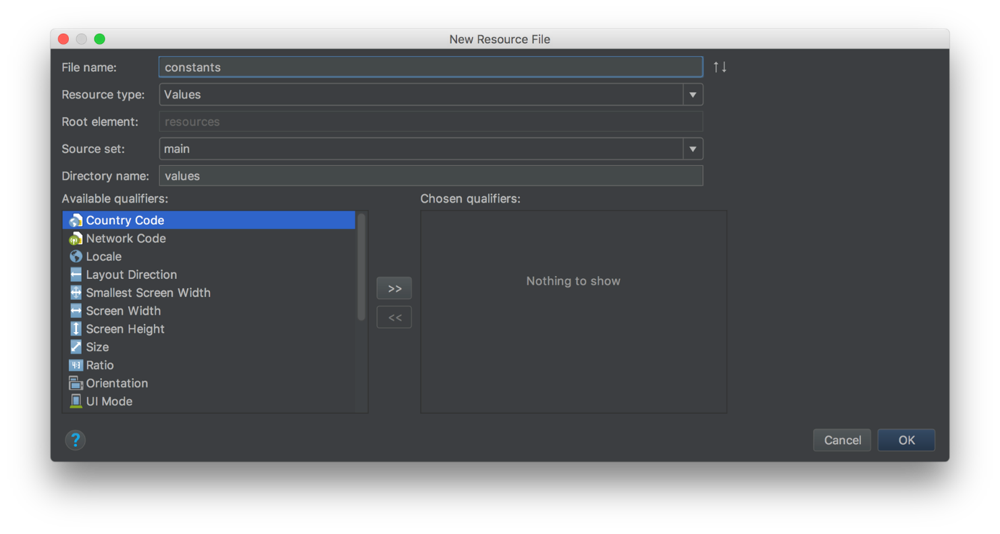 New Resource File
File name: constants ↑↓
Resource type: Values
Root element: resources
Source set: main
Directory name: values
Available qualifiers: Chosen qualifiers:
Country Code
Network Code
Locale
Layout Direction
Nothing to show
Smallest Screen Width
>>
Screen Width
<<
Screen Height
Size
4:3 Ratio
Orientation
UI Mode
? Cancel OK